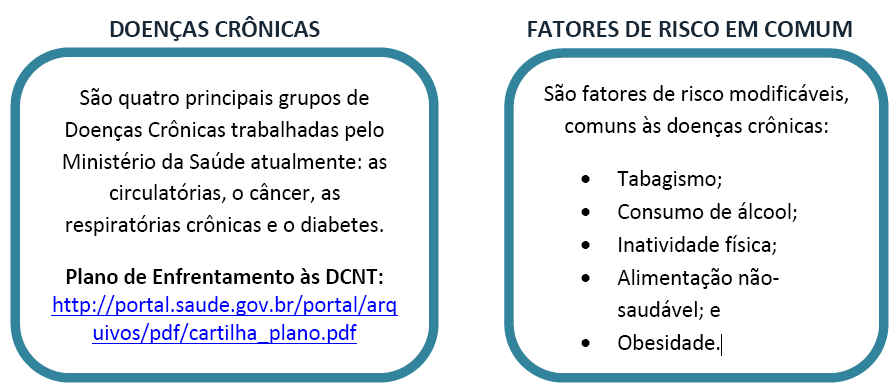 DOENÇAS CRÔNICAS
São quatro principais grupos de
Doenças Crônicas trabalhadas pelo
Ministério da Saúde atualmente: as
circulatórias, o câncer, as
respiratórias crônicas e o diabetes.
Plano de Enfrentamento às DCNT:
http://portal.saude.gov.br/portal/arq
uivos/pdf/cartilha_plano.pdf
FATORES DE RISCO EM COMUM
São fatores de risco modificáveis,
comuns às doenças crônicas:
• Tabagismo;
• Consumo de álcool;
• Inatividade física;
• Alimentação não-
saudável; e
• Obesidade.